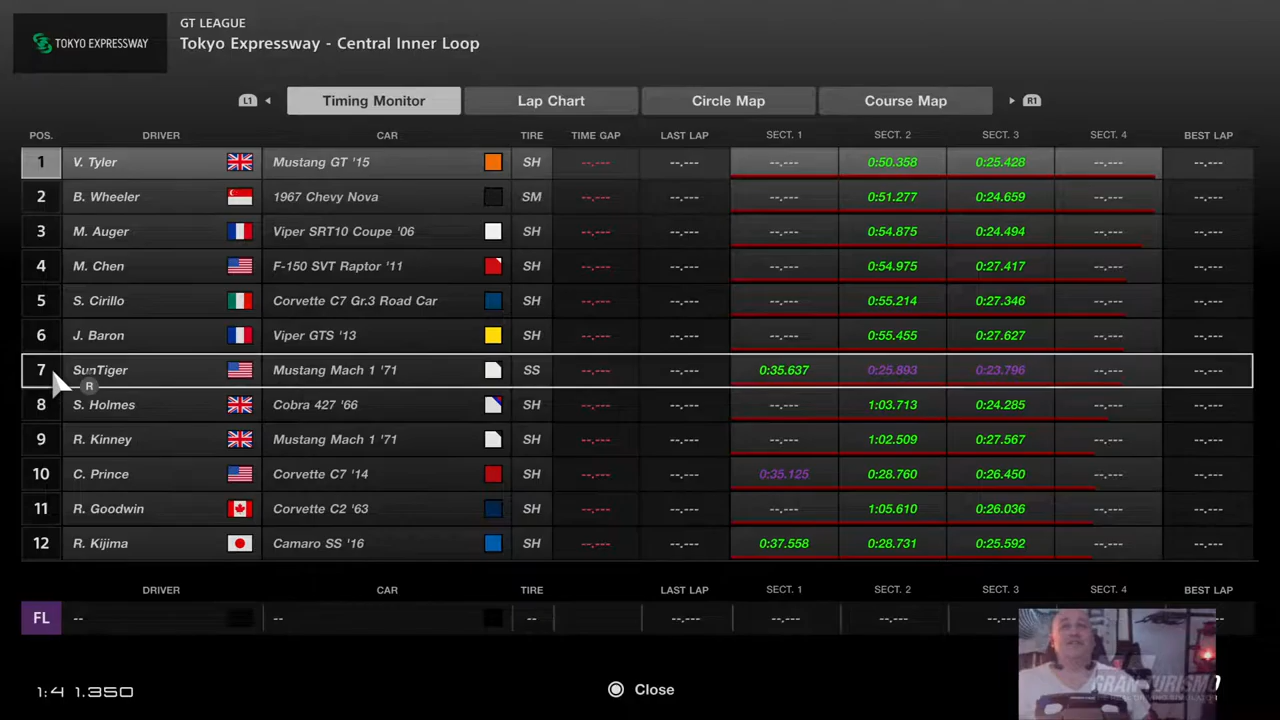 GT LEAGUE
TOKYO EXPRESSWAY
Tokyo Expressway - Central Inner Loop
L1 Timing Monitor Lap Chart Circle Map Course Map R1
POS. DRIVER CAR TIRE TIME GAP LAST LAP SECT. 1 SECT. 2 SECT. 3 SECT. 4 BEST LAP
1 V. Tyler Mustang GT '15 SH --.--- --.--- --.--- 0:50.358 0:25.428 --.--- --.---
2 B. Wheeler 1967 Chevy Nova SM --.--- --.--- --.--- 0:51.277 0:24.659 --.--- --.---
3 M. Auger Viper SRT10 Coupe '06 SH --.--- --.--- --.--- 0:54.875 0:24.494 --.--- --.---
4 M. Chen F-150 SVT Raptor '11 SH --.--- --.--- --.--- 0:54.975 0:27.417 --.--- --.---
5 S. Cirillo Corvette C7 Gr.3 Road Car SH --.--- --.--- --.--- 0:55.214 0:27.346 --.--- --.---
6 J. Baron Viper GTS '13 SH --.--- --.--- --.--- 0:55.455 0:27.627 --.--- --.---
7 SunTiger Mustang Mach 1 '71 SS --.--- --.--- 0:35.637 0:25.893 0:23.796 --.--- --.---
R
8 S. Holmes Cobra 427 '66 SH --.--- --.--- --.--- 1:03.713 0:24.285 --.--- --.---
9 R. Kinney Mustang Mach 1 '71 SH --.--- --.--- --.--- 1:02.509 0:27.567 --.--- --.---
10 C. Prince Corvette C7 '14 SH --.--- --.--- 0:35.125 0:28.760 0:26.450 --.--- --.---
11 R. Goodwin Corvette C2 '63 SH --.--- --.--- --.--- 1:05.610 0:26.036 --.--- --.---
12 R. Kijima Camaro SS '16 SH --.--- --.--- 0:37.558 0:28.731 0:25.592 --.--- --.---
DRIVER CAR TIRE LAST LAP SECT. 1 SECT. 2 SECT. 3 SECT. 4 BEST LAP
FL -- -- -- --.--- --.--- --.--- --.---
1:4 1.350
Close
GRAN TURISMO